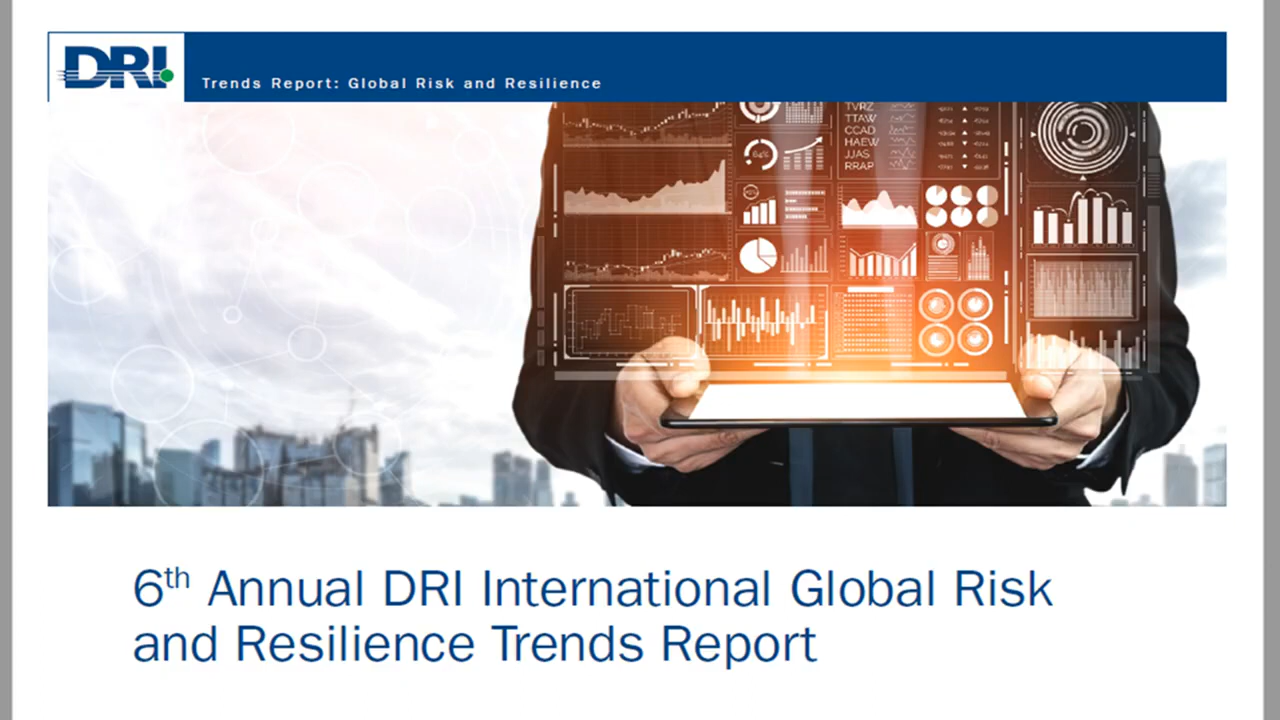 DRI
Trends Report: Global Risk and Resilience
TVRZ
TTAW
CCAD
HAEW
JJAS
RRAP
64%
6th Annual DRI International Global Risk
and Resilience Trends Report